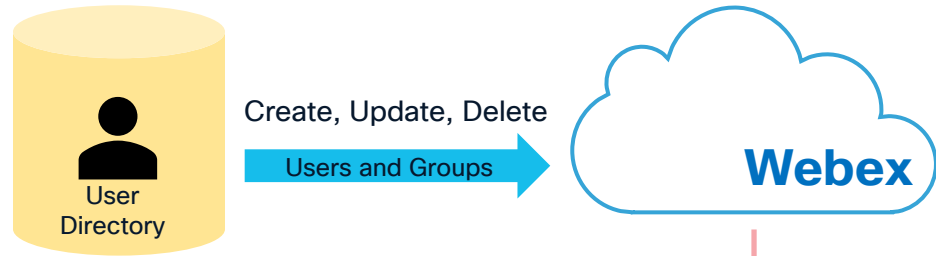 Create, Update, Delete
Users and Groups
User
Directory
Webex